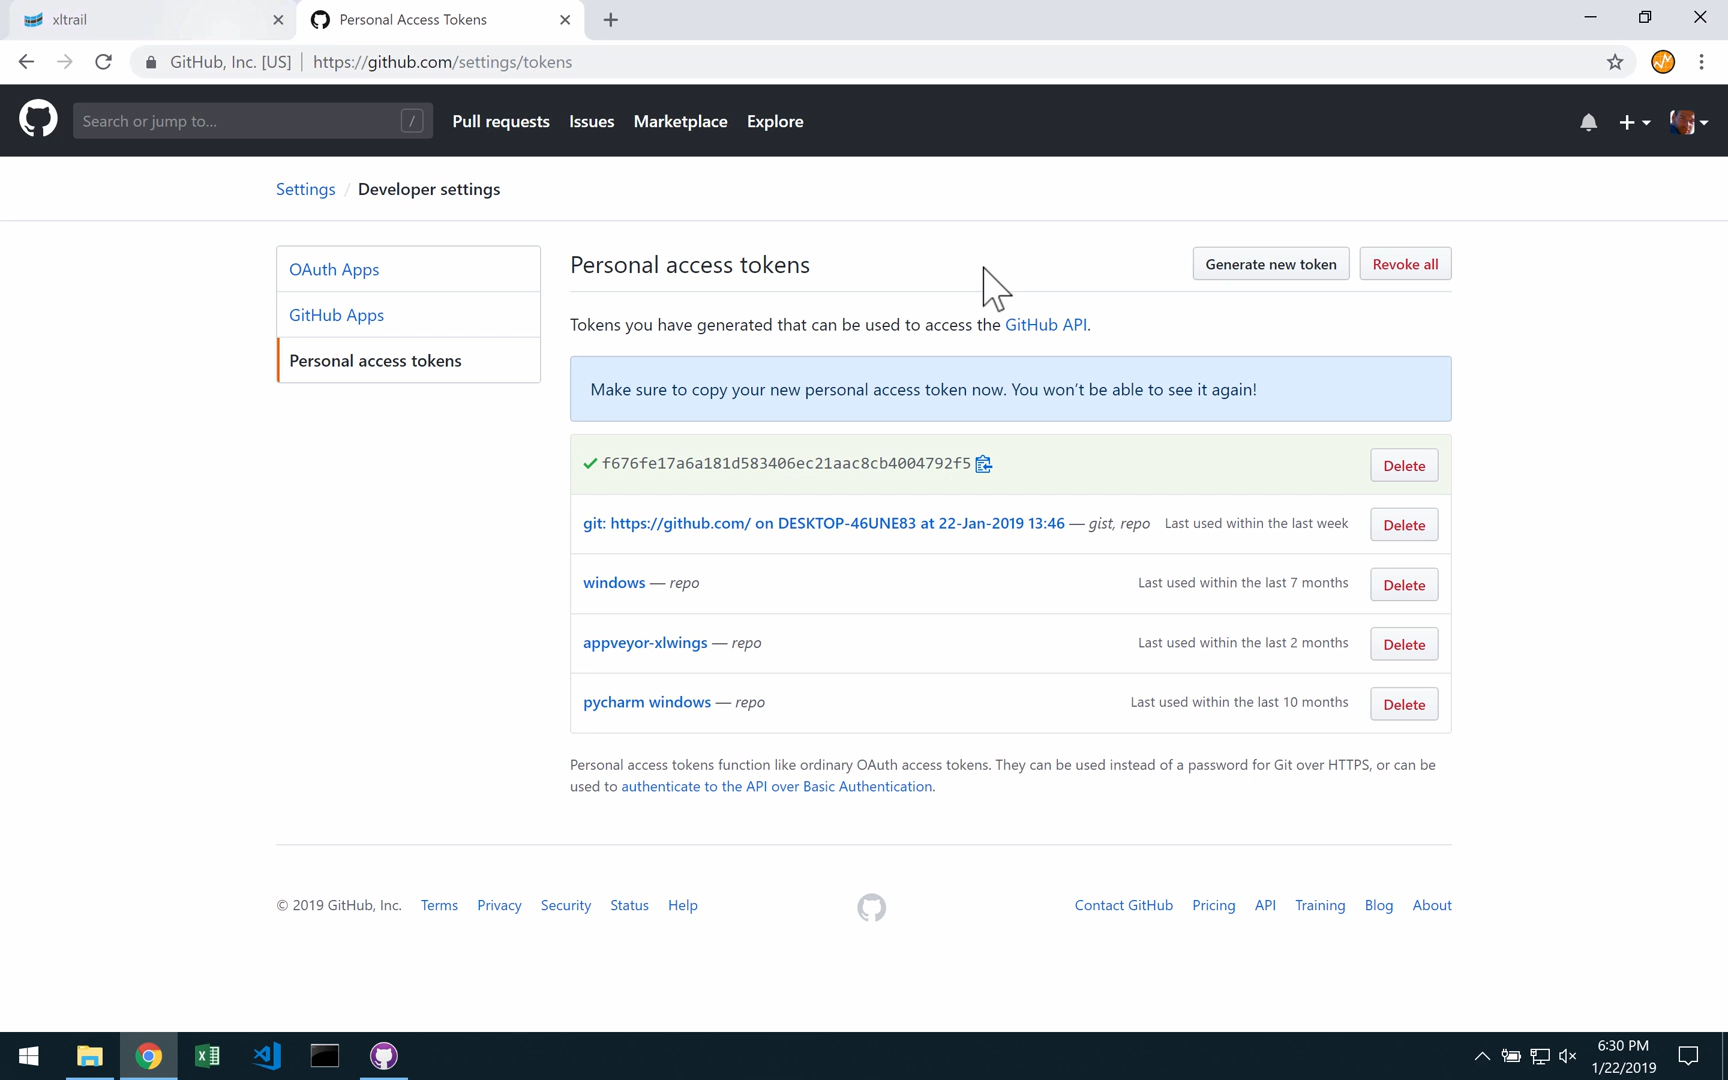 xltrail
Personal Access Tokens
GitHub, Inc. [US] https://github.com/settings/tokens
Search or jump to... /
Pull requests Issues Marketplace Explore
Settings / Developer settings
OAuth Apps
GitHub Apps
Personal access tokens
Personal access tokens
Generate new token
Revoke all
Tokens you have generated that can be used to access the GitHub API.
Make sure to copy your new personal access token now. You won’t be able to see it again!
f676fe17a6a181d583406ec21aac8cb4004792f5 Delete
git: https://github.com/ on DESKTOP-46UNE83 at 22-Jan-2019 13:46 — gist, repo Last used within the last week Delete
windows — repo Last used within the last 7 months Delete
appveyor-xlwings — repo Last used within the last 2 months Delete
pycharm windows — repo Last used within the last 10 months Delete
Personal access tokens function like ordinary OAuth access tokens. They can be used instead of a password for Git over HTTPS, or can be
used to authenticate to the API over Basic Authentication.
© 2019 GitHub, Inc. Terms Privacy Security Status Help Contact GitHub Pricing API Training Blog About
6:30 PM
1/22/2019